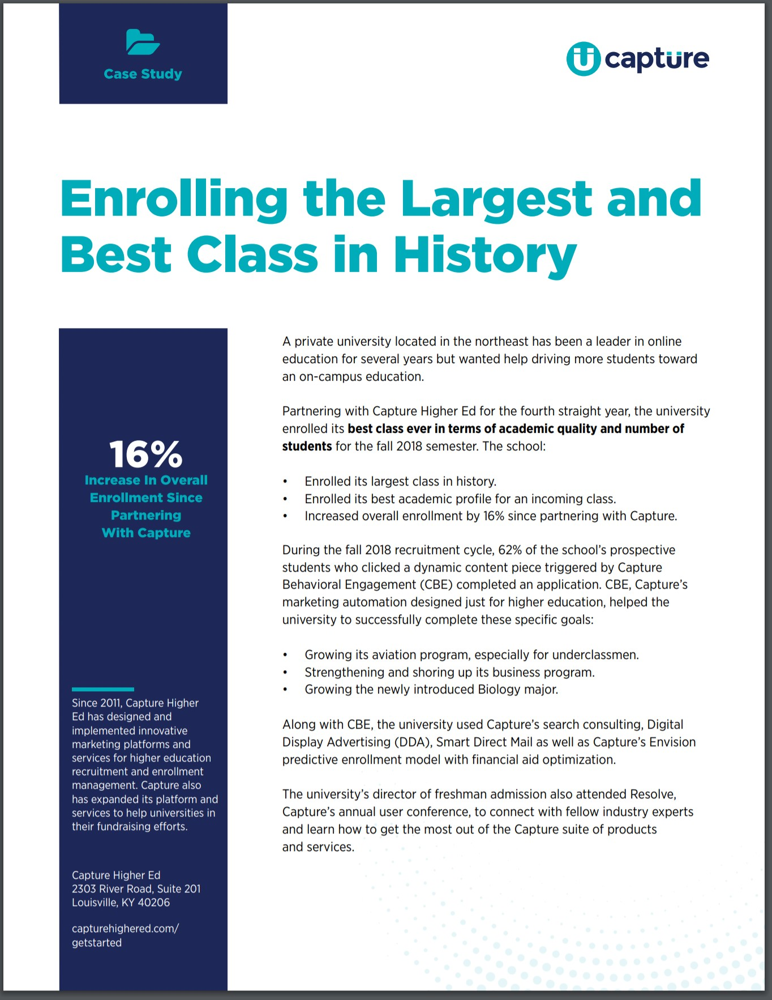 Case Study
capture
Enrolling the Largest and
Best Class in History
16%
Increase In Overall
Enrollment Since
Partnering
With Capture
Since 2011, Capture Higher
Ed has designed and
implemented innovative
marketing platforms and
services for higher education
recruitment and enrollment
management. Capture also
has expanded its platform and
services to help universities in
their fundraising efforts.
Capture Higher Ed
2303 River Road, Suite 201
Louisville, KY 40206
capturehighered.com/
getstarted
A private university located in the northeast has been a leader in online
education for several years but wanted help driving more students toward
an on-campus education.
Partnering with Capture Higher Ed for the fourth straight year, the university
enrolled its best class ever in terms of academic quality and number of
students for the fall 2018 semester. The school:
• Enrolled its largest class in history.
• Enrolled its best academic profile for an incoming class.
• Increased overall enrollment by 16% since partnering with Capture.
During the fall 2018 recruitment cycle, 62% of the school's prospective
students who clicked a dynamic content piece triggered by Capture
Behavioral Engagement (CBE) completed an application. CBE, Capture's
marketing automation designed just for higher education, helped the
university to successfully complete these specific goals:
• Growing its aviation program, especially for underclassmen.
• Strengthening and shoring up its business program.
• Growing the newly introduced Biology major.
Along with CBE, the university used Capture's search consulting, Digital
Display Advertising (DDA), Smart Direct Mail as well as Capture's Envision
predictive enrollment model with financial aid optimization.
The university's director of freshman admission also attended Resolve,
Capture's annual user conference, to connect with fellow industry experts
and learn how to get the most out of the Capture suite of products
and services.